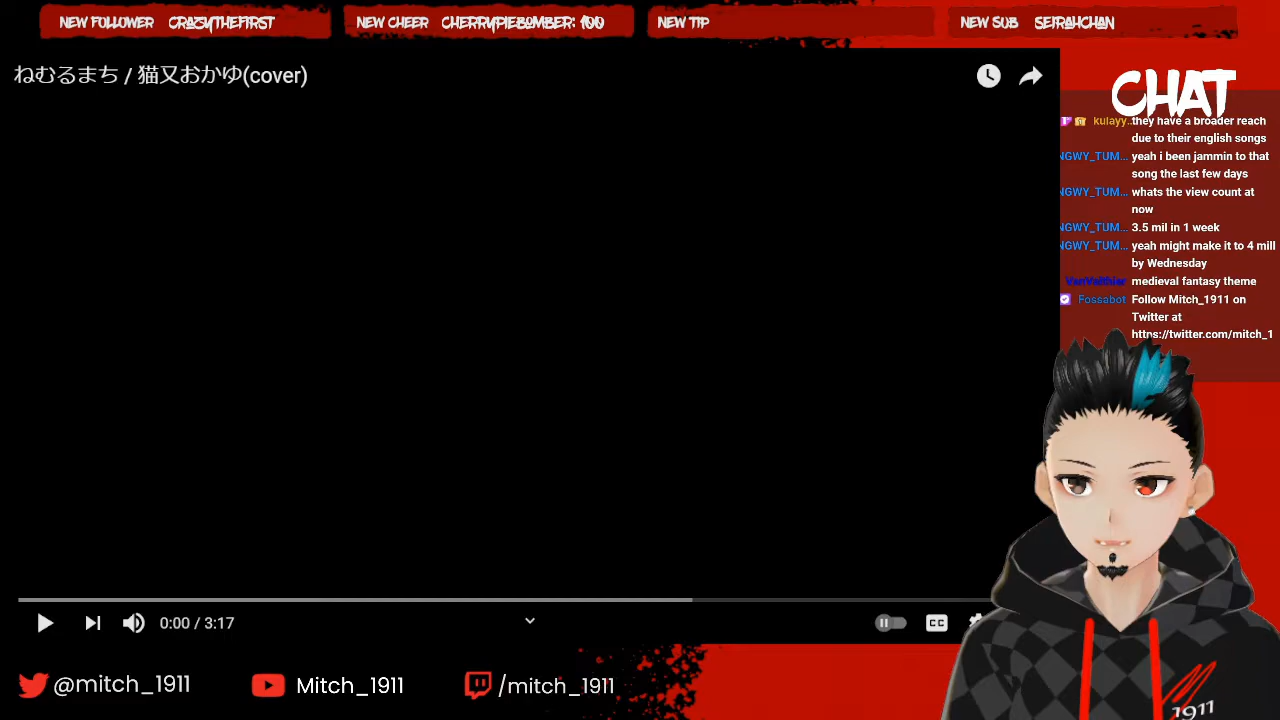 NEW FOLLOWER CRAZYTHEFIRST NEW CHEER CHERRYPIEBOMBER: 100 NEW TIP NEW SUB SEIRAHCHAN
ねむるまち / 猫又おかゆ(cover)
CHAT
kulayy... they have a broader reach
due to their english songs
NGWY_TUM... yeah i been jammin to that
song the last few days
NGWY_TUM... whats the view count at
now
NGWY_TUM... 3.5 mil in 1 week
NGWY_TUM... yeah might make it to 4 mill
by Wednesday
medieval fantasy theme
Fossabot Follow Mitch_1911 on
Twitter at
https://twitter.com/mitch_1
0:00 / 3:17
CC
@mitch_1911 Mitch_1911 /mitch_1911
1911